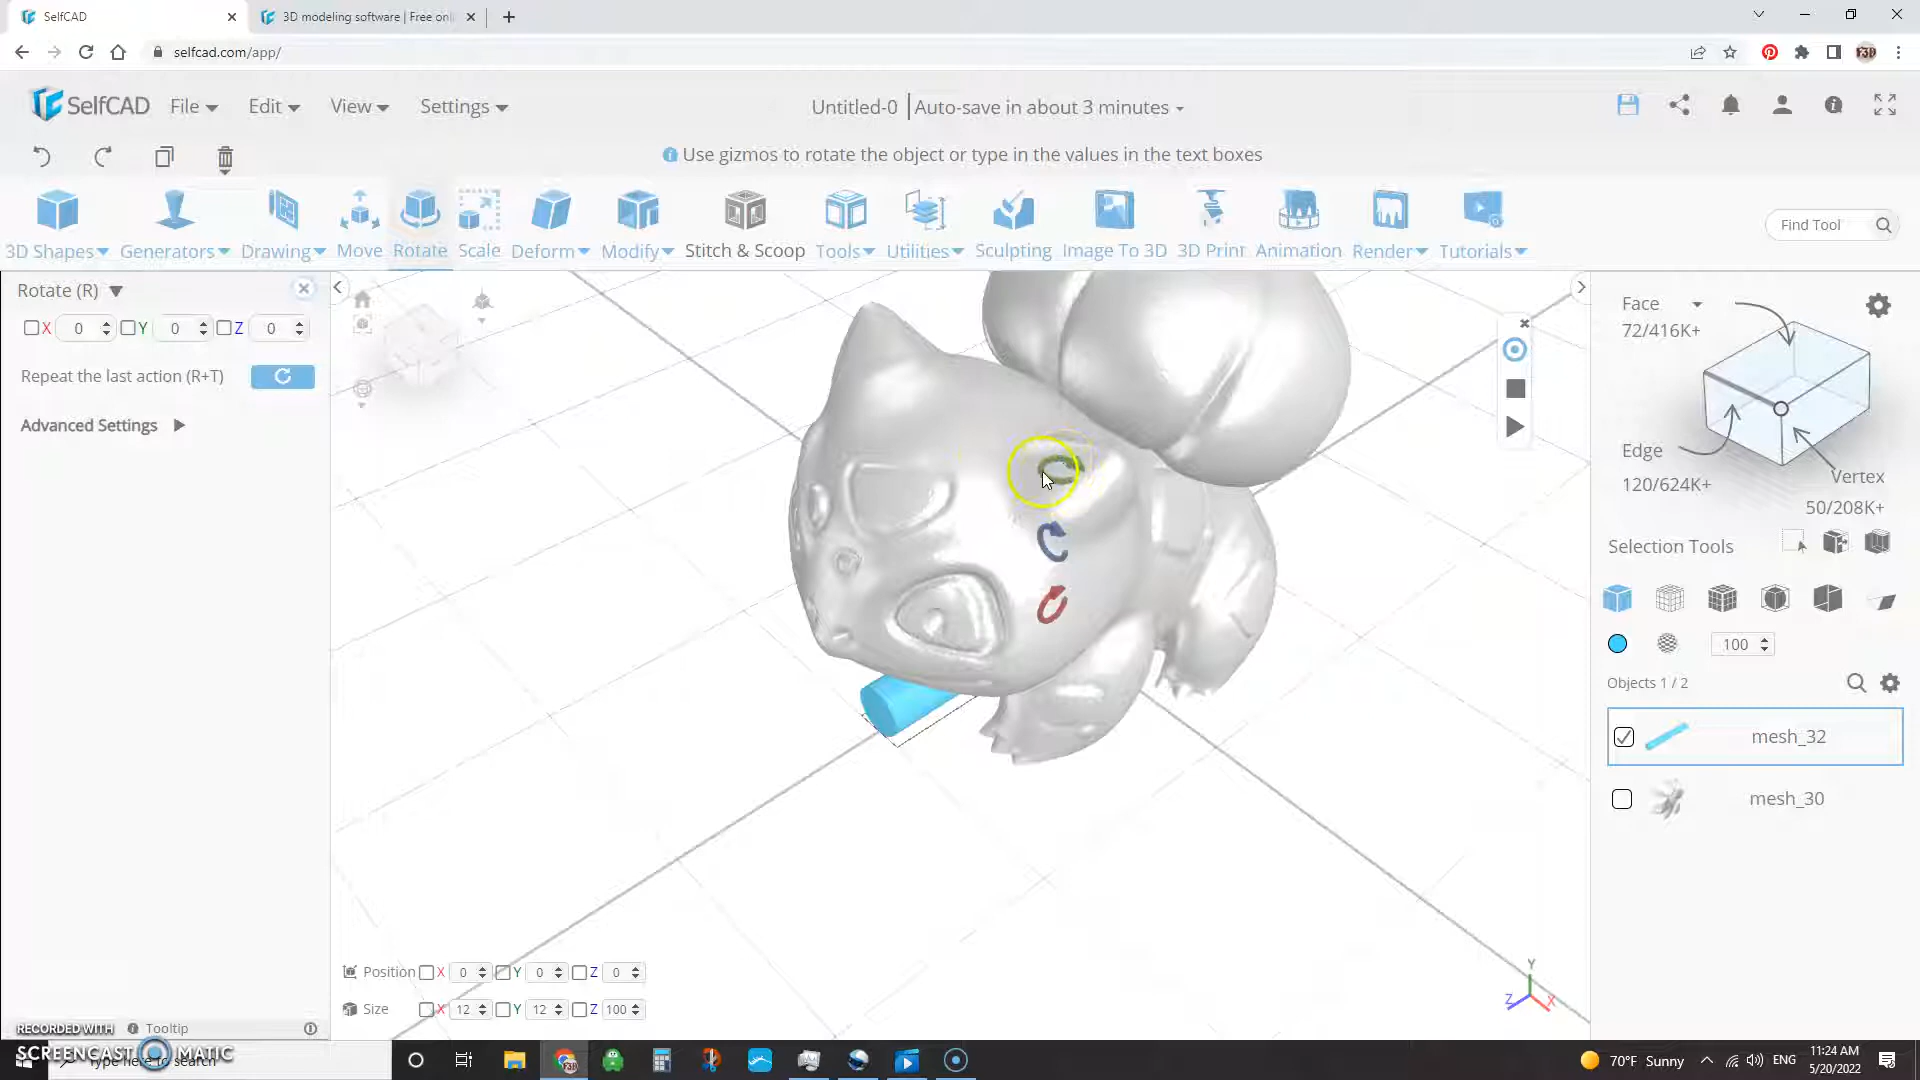 SelfCAD
3D modeling software | Free onl
selfcad.com/app/
SelfCAD File Edit View Settings Untitled-0 Auto-save in about 3 minutes
Use gizmos to rotate the object or type in the values in the text boxes
3D Shapes Generators Drawing Move Rotate Scale Deform Modify Stitch & Scoop Tools Utilities Sculpting Image To 3D 3D Print Animation Render Tutorials Find Tool
Rotate (R)
X 0 Y 0 Z 0
Repeat the last action (R+T)
Advanced Settings
Face
72/416K+
Edge
120/624K+
Vertex
50/208K+
Selection Tools
100
Objects 1 / 2
mesh_32
mesh_30
Position X 0 Y 0 Z 0
Size X 12 Y 12 Z 100
Y
Z X
RECORDED WITH Tooltip
SCREENCAST MATIC
Type here to search
70°F Sunny ENG 11:24 AM
5/20/2022